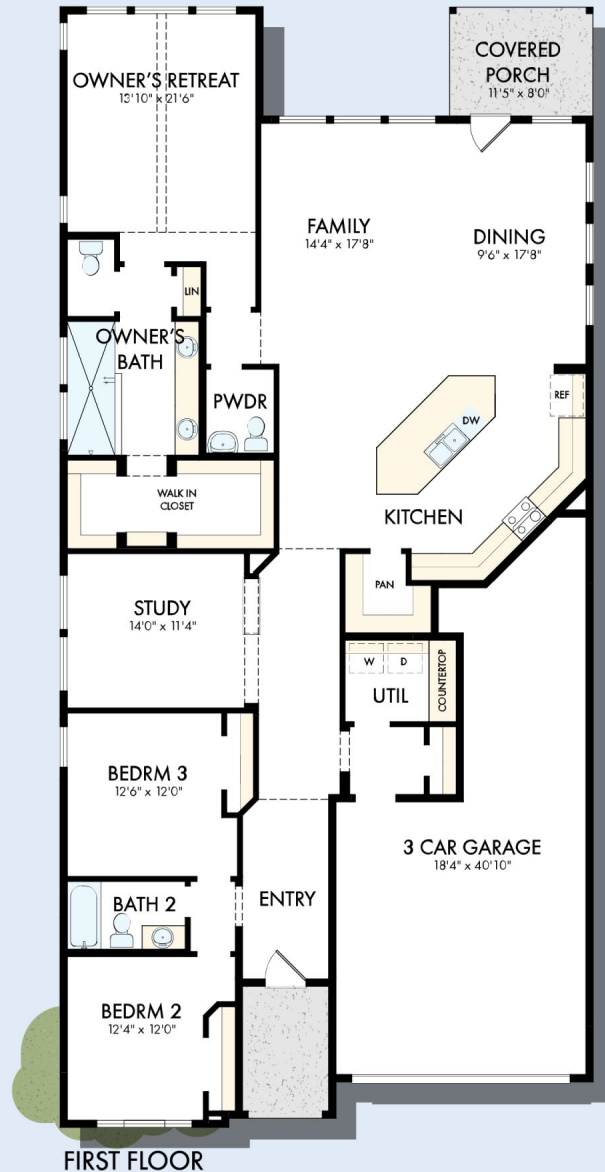 COVERED
PORCH
11'5" x 8'0"
OWNER'S RETREAT
13'10" x 21'6"
FAMILY
14'4" x 17'8"
DINING
9'6" x 17'8"
LIN
OWNER'S
BATH
PWDR
REF
DW
KITCHEN
WALK IN
CLOSET
PAN
STUDY
14'0" x 11'4"
W
D
COUNTERTOP
UTIL
BEDRM 3
12'6" x 12'0"
3 CAR GARAGE
18'4" x 40'10"
BATH 2
ENTRY
BEDRM 2
12'4" x 12'0"
FIRST FLOOR